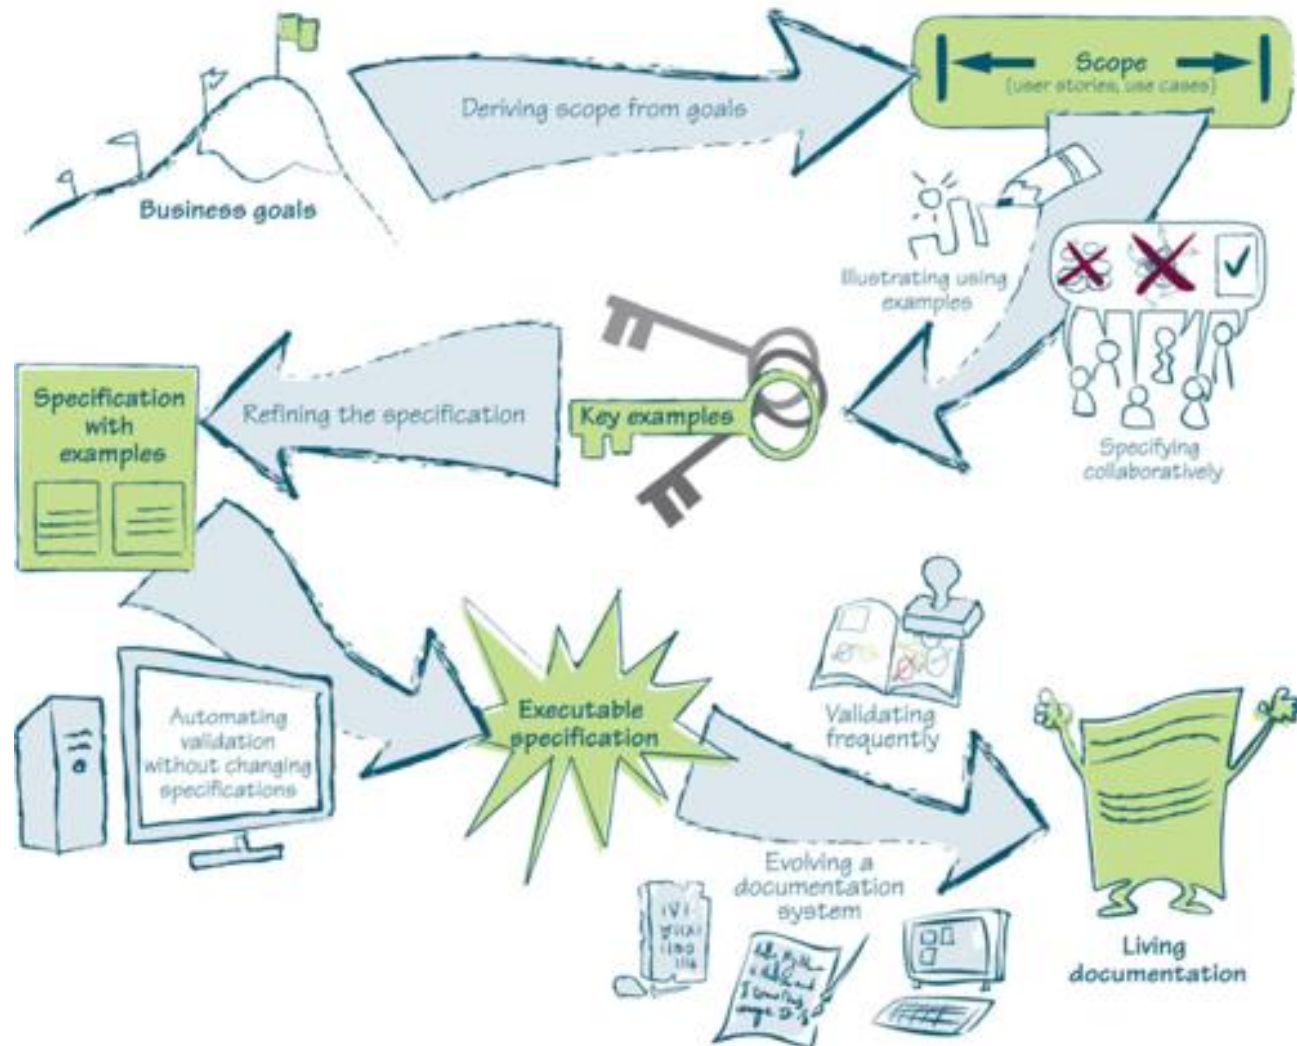 Scope
(user stories, use cases)
Deriving scope from goals
Business goals
Illustrating using
examples
Specifying
collaboratively
Key examples
Refining the specification
Specification
with
examples
Automating
validation
without changing
specifications
Executable
specification
Validating
frequently
Evolving a
documentation
system
Living
documentation